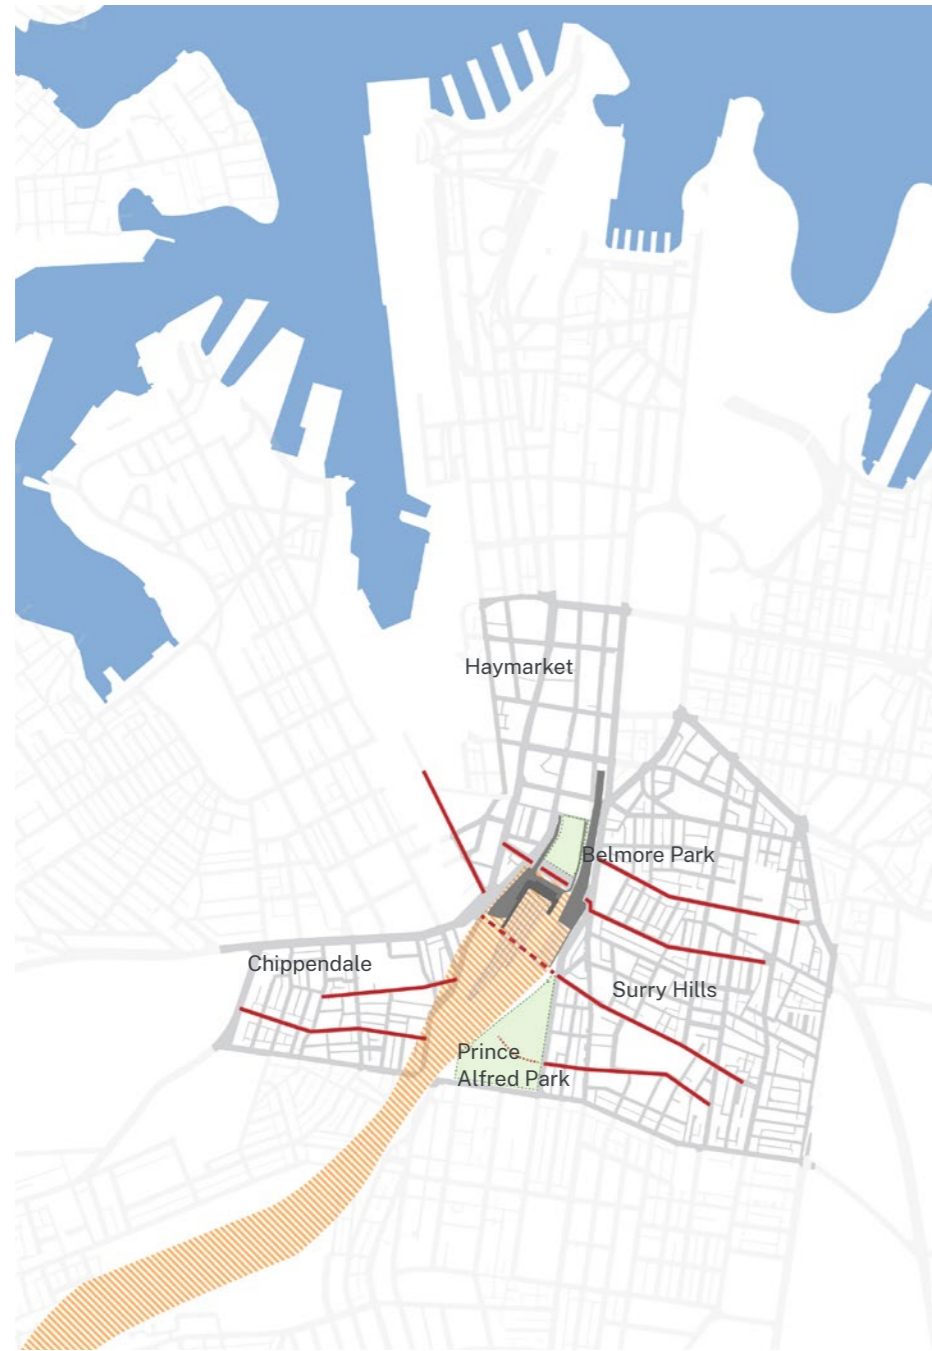 Haymarket
Belmore Park
Chippendale
Surry Hills
Prince
Alfred Park